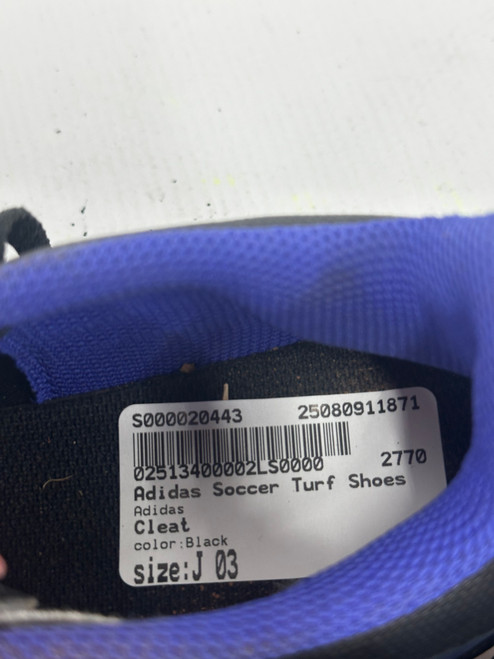 S000020443 25080911871
02513400002LS0000 2770
Adidas Soccer Turf Shoes
Adidas
Cleat
color:Black
size:J 03